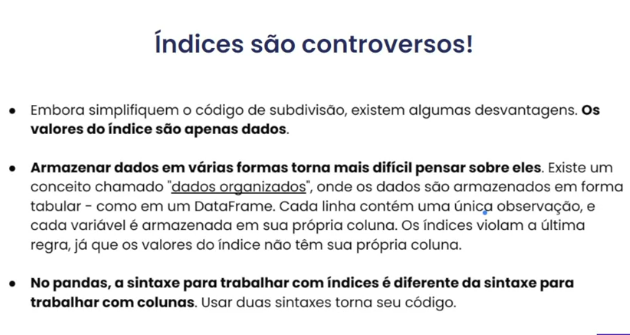 Índices são controversos!
● Embora simplifiquem o código de subdivisão, existem algumas desvantagens. Os
valores do índice são apenas dados.
● Armazenar dados em várias formas torna mais difícil pensar sobre eles. Existe um
conceito chamado "dados organizados", onde os dados são armazenados em forma
tabular - como em um DataFrame. Cada linha contém uma única observação, e
cada variável é armazenada em sua própria coluna. Os índices violam a última
regra, já que os valores do índice não têm sua própria coluna.
● No pandas, a sintaxe para trabalhar com índices é diferente da sintaxe para
trabalhar com colunas. Usar duas sintaxes torna seu código.